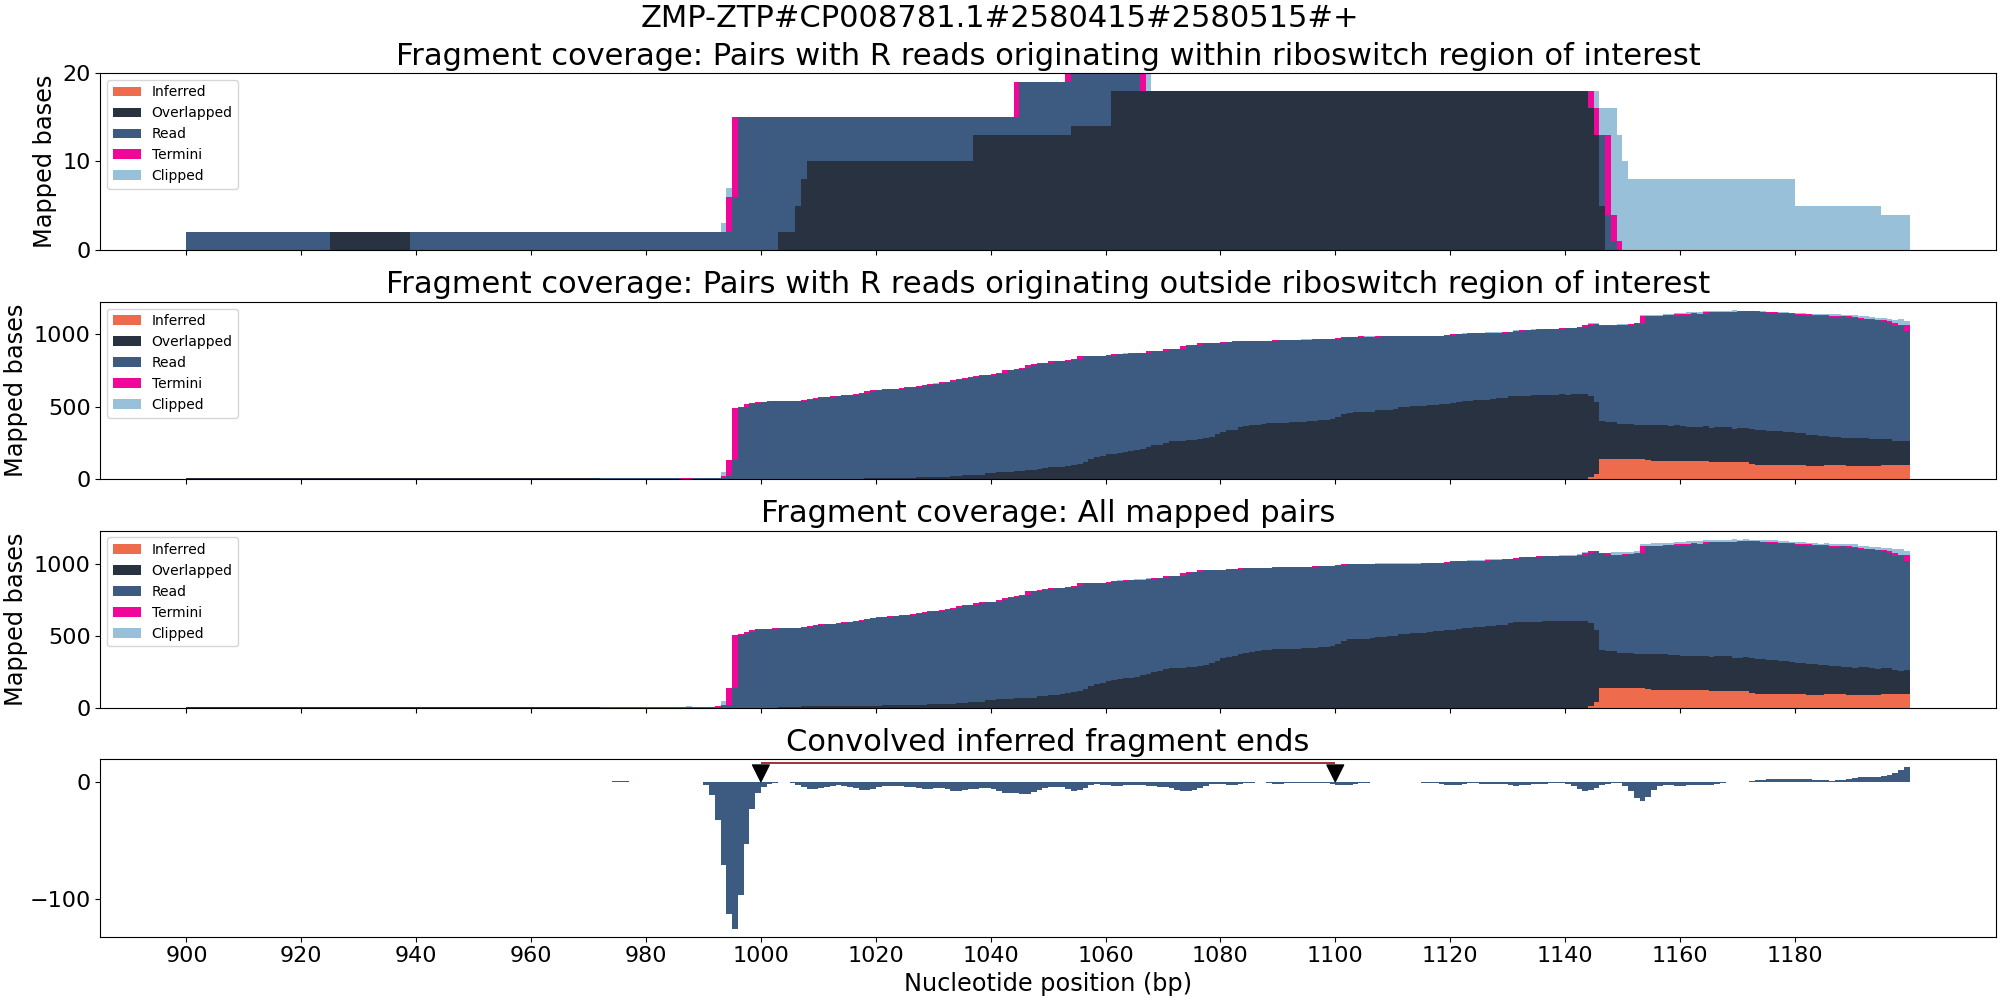 ZMP-ZTP#CP008781.1#2580415#2580515#+
Fragment coverage: Pairs with R reads originating within riboswitch region of interest
Mapped bases
20
10
0
Inferred
Overlapped
Read
Termini
Clipped
Fragment coverage: Pairs with R reads originating outside riboswitch region of interest
Mapped bases
1000
500
0
Inferred
Overlapped
Read
Termini
Clipped
Fragment coverage: All mapped pairs
Mapped bases
1000
500
0
Inferred
Overlapped
Read
Termini
Clipped
Convolved inferred fragment ends
0
−100
900 920 940 960 980 1000 1020 1040 1060 1080 1100 1120 1140 1160 1180
Nucleotide position (bp)